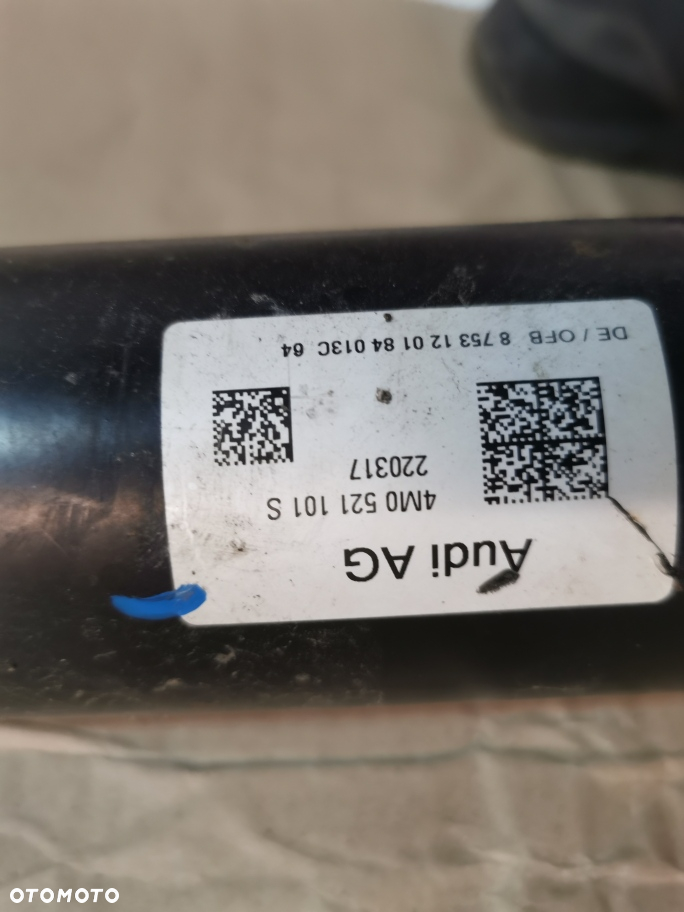 Audi AG
4M0 521 101 S
220317
DE / OFB 8 753 12 01 84 013C 64
OTOMOTO